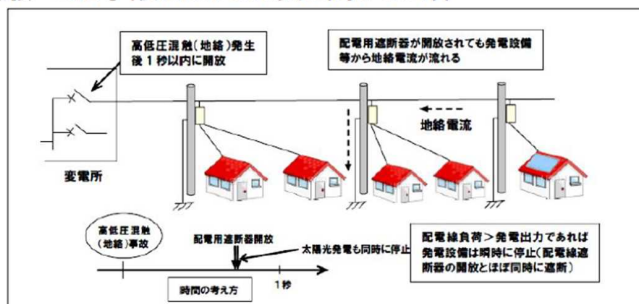 高低圧混触(地絡)発生
後1秒以内に開放
配電用遮断器が開放されても発電設備
等から地絡電流が流れる
地絡電流
変電所
高低圧混触
(地絡)事故
配電用遮断器開放
太陽光発電も同時に停止
時間の考え方
1秒
配電線負荷>発電出力であれば
発電設備は瞬時に停止(配電線遮
断器の開放とほぼ同時に遮断)